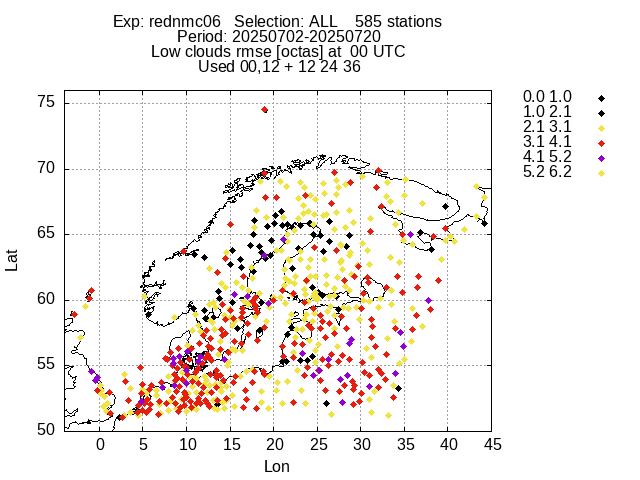 Exp: rednmc06 Selection: ALL 585 stations
Period: 20250702-20250720
Low clouds rmse [octas] at 00 UTC
Used 00,12 + 12 24 36
0.0 1.0
1.0 2.1
2.1 3.1
3.1 4.1
4.1 5.2
5.2 6.2
75
70
65
60
55
50
Lat
0 5 10 15 20 25 30 35 40 45
Lon